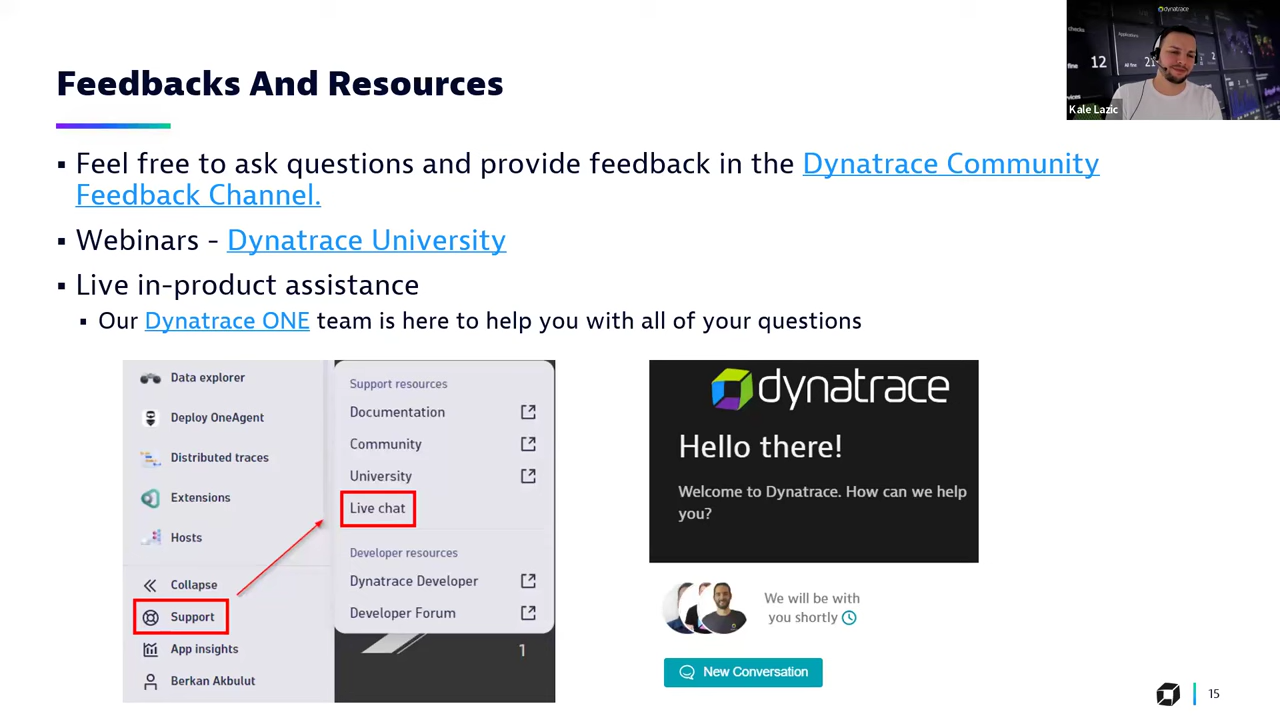 dynatrace
12
Kale Lazic
Feedbacks And Resources
▪ Feel free to ask questions and provide feedback in the Dynatrace Community
Feedback Channel.
▪ Webinars - Dynatrace University
▪ Live in-product assistance
▪ Our Dynatrace ONE team is here to help you with all of your questions
Data explorer
Deploy OneAgent
Distributed traces
Extensions
Hosts
Collapse
Support
App insights
Berkan Akbulut
Support resources
Documentation
Community
University
Live chat
Developer resources
Dynatrace Developer
Developer Forum
1
dynatrace
Hello there!
Welcome to Dynatrace. How can we help
you?
We will be with
you shortly
New Conversation
15